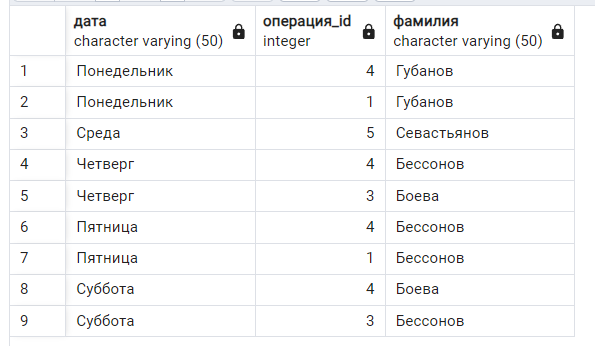 дата операция_id фамилия
character varying (50) integer character varying (50)
1 Понедельник 4 Губанов
2 Понедельник 1 Губанов
3 Среда 5 Севастьянов
4 Четверг 4 Бессонов
5 Четверг 3 Боева
6 Пятница 4 Бессонов
7 Пятница 1 Бессонов
8 Суббота 4 Боева
9 Суббота 3 Бессонов